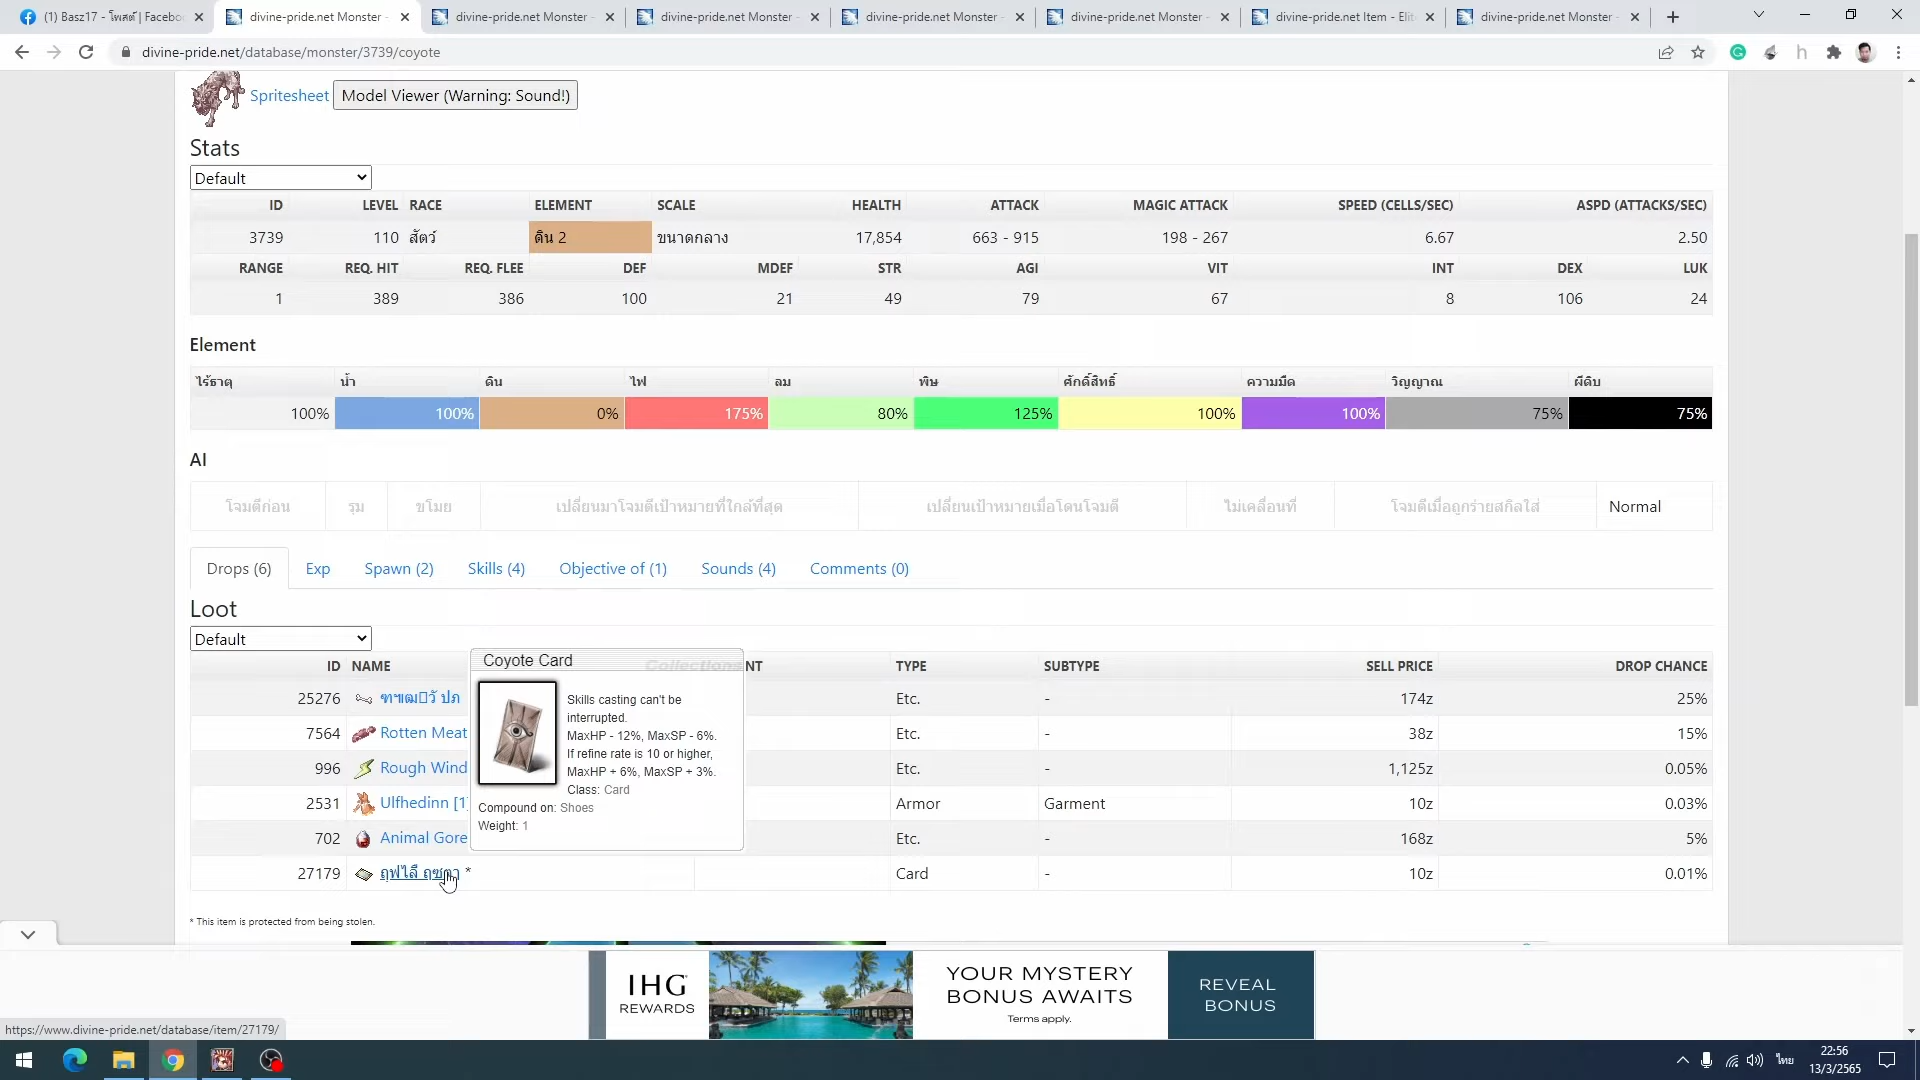 (1) Basz17 - โพสต์ | Facebo
divine-pride.net Monster -
divine-pride.net Monster -
divine-pride.net Monster -
divine-pride.net Monster -
divine-pride.net Monster -
divine-pride.net Item - Elit
divine-pride.net Monster -
divine-pride.net/database/monster/3739/coyote
Spritesheet
Model Viewer (Warning: Sound!)
Stats
Default
ID LEVEL RACE ELEMENT SCALE HEALTH ATTACK MAGIC ATTACK SPEED (CELLS/SEC) ASPD (ATTACKS/SEC)
3739 110 สัตว์ ดิน 2 ขนาดกลาง 17,854 663 - 915 198 - 267 6.67 2.50
RANGE REQ. HIT REQ. FLEE DEF MDEF STR AGI VIT INT DEX LUK
1 389 386 100 21 49 79 67 8 106 24
Element
ไร้ธาตุ น้ำ ดิน ไฟ ลม พิษ ศักดิ์สิทธิ์ ความมืด วิญญาณ ผีดิบ
100% 100% 0% 175% 80% 125% 100% 100% 75% 75%
AI
โจมตีก่อน รุม ขโมย เปลี่ยนมาโจมตีเป้าหมายที่ใกล้ที่สุด เปลี่ยนเป้าหมายเมื่อโดนโจมตี ไม่เคลื่อนที่ โจมตีเมื่อถูกร่ายสกิลใส่ Normal
Drops (6) Exp Spawn (2) Skills (4) Objective of (1) Sounds (4) Comments (0)
Loot
Default
ID NAME NT TYPE SUBTYPE SELL PRICE DROP CHANCE
25276 Etc. - 174z 25%
7564 Rotten Meat Etc. - 38z 15%
996 Rough Wind Etc. - 1,125z 0.05%
2531 Ulfhedinn [1] Armor Garment 10z 0.03%
702 Animal Gore Etc. - 168z 5%
27179 * Card - 10z 0.01%
Coyote Card
Collections
Skills casting can't be
interrupted.
MaxHP - 12%, MaxSP - 6%.
If refine rate is 10 or higher,
MaxHP + 6%, MaxSP + 3%.
Class: Card
Compound on: Shoes
Weight: 1
* This item is protected from being stolen.
IHG
REWARDS
YOUR MYSTERY
BONUS AWAITS
Terms apply.
REVEAL
BONUS
https://www.divine-pride.net/database/item/27179/
ไทย
22:56
13/3/2565